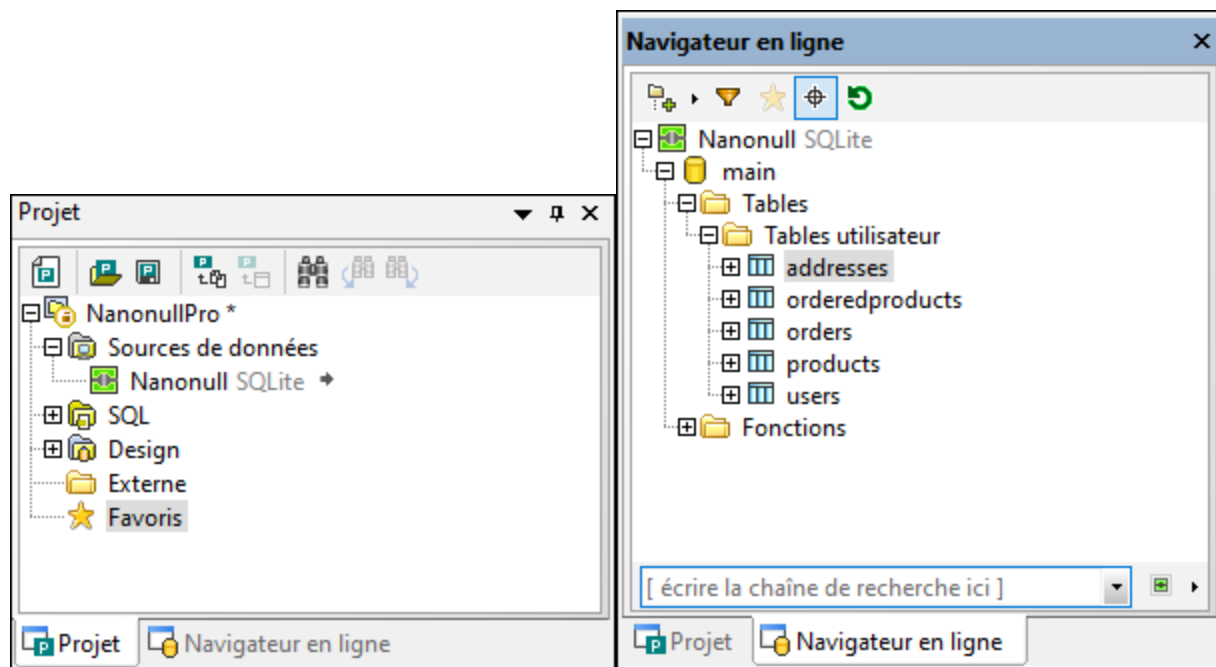 Projet
NanonullPro *
Sources de données
Nanonull SQLite
SQL
Design
Externe
Favoris
Projet
Navigateur en ligne
Navigateur en ligne
Nanonull SQLite
main
Tables
Tables utilisateur
addresses
orderedproducts
orders
products
users
Fonctions
[ écrire la chaîne de recherche ici ]
Projet
Navigateur en ligne